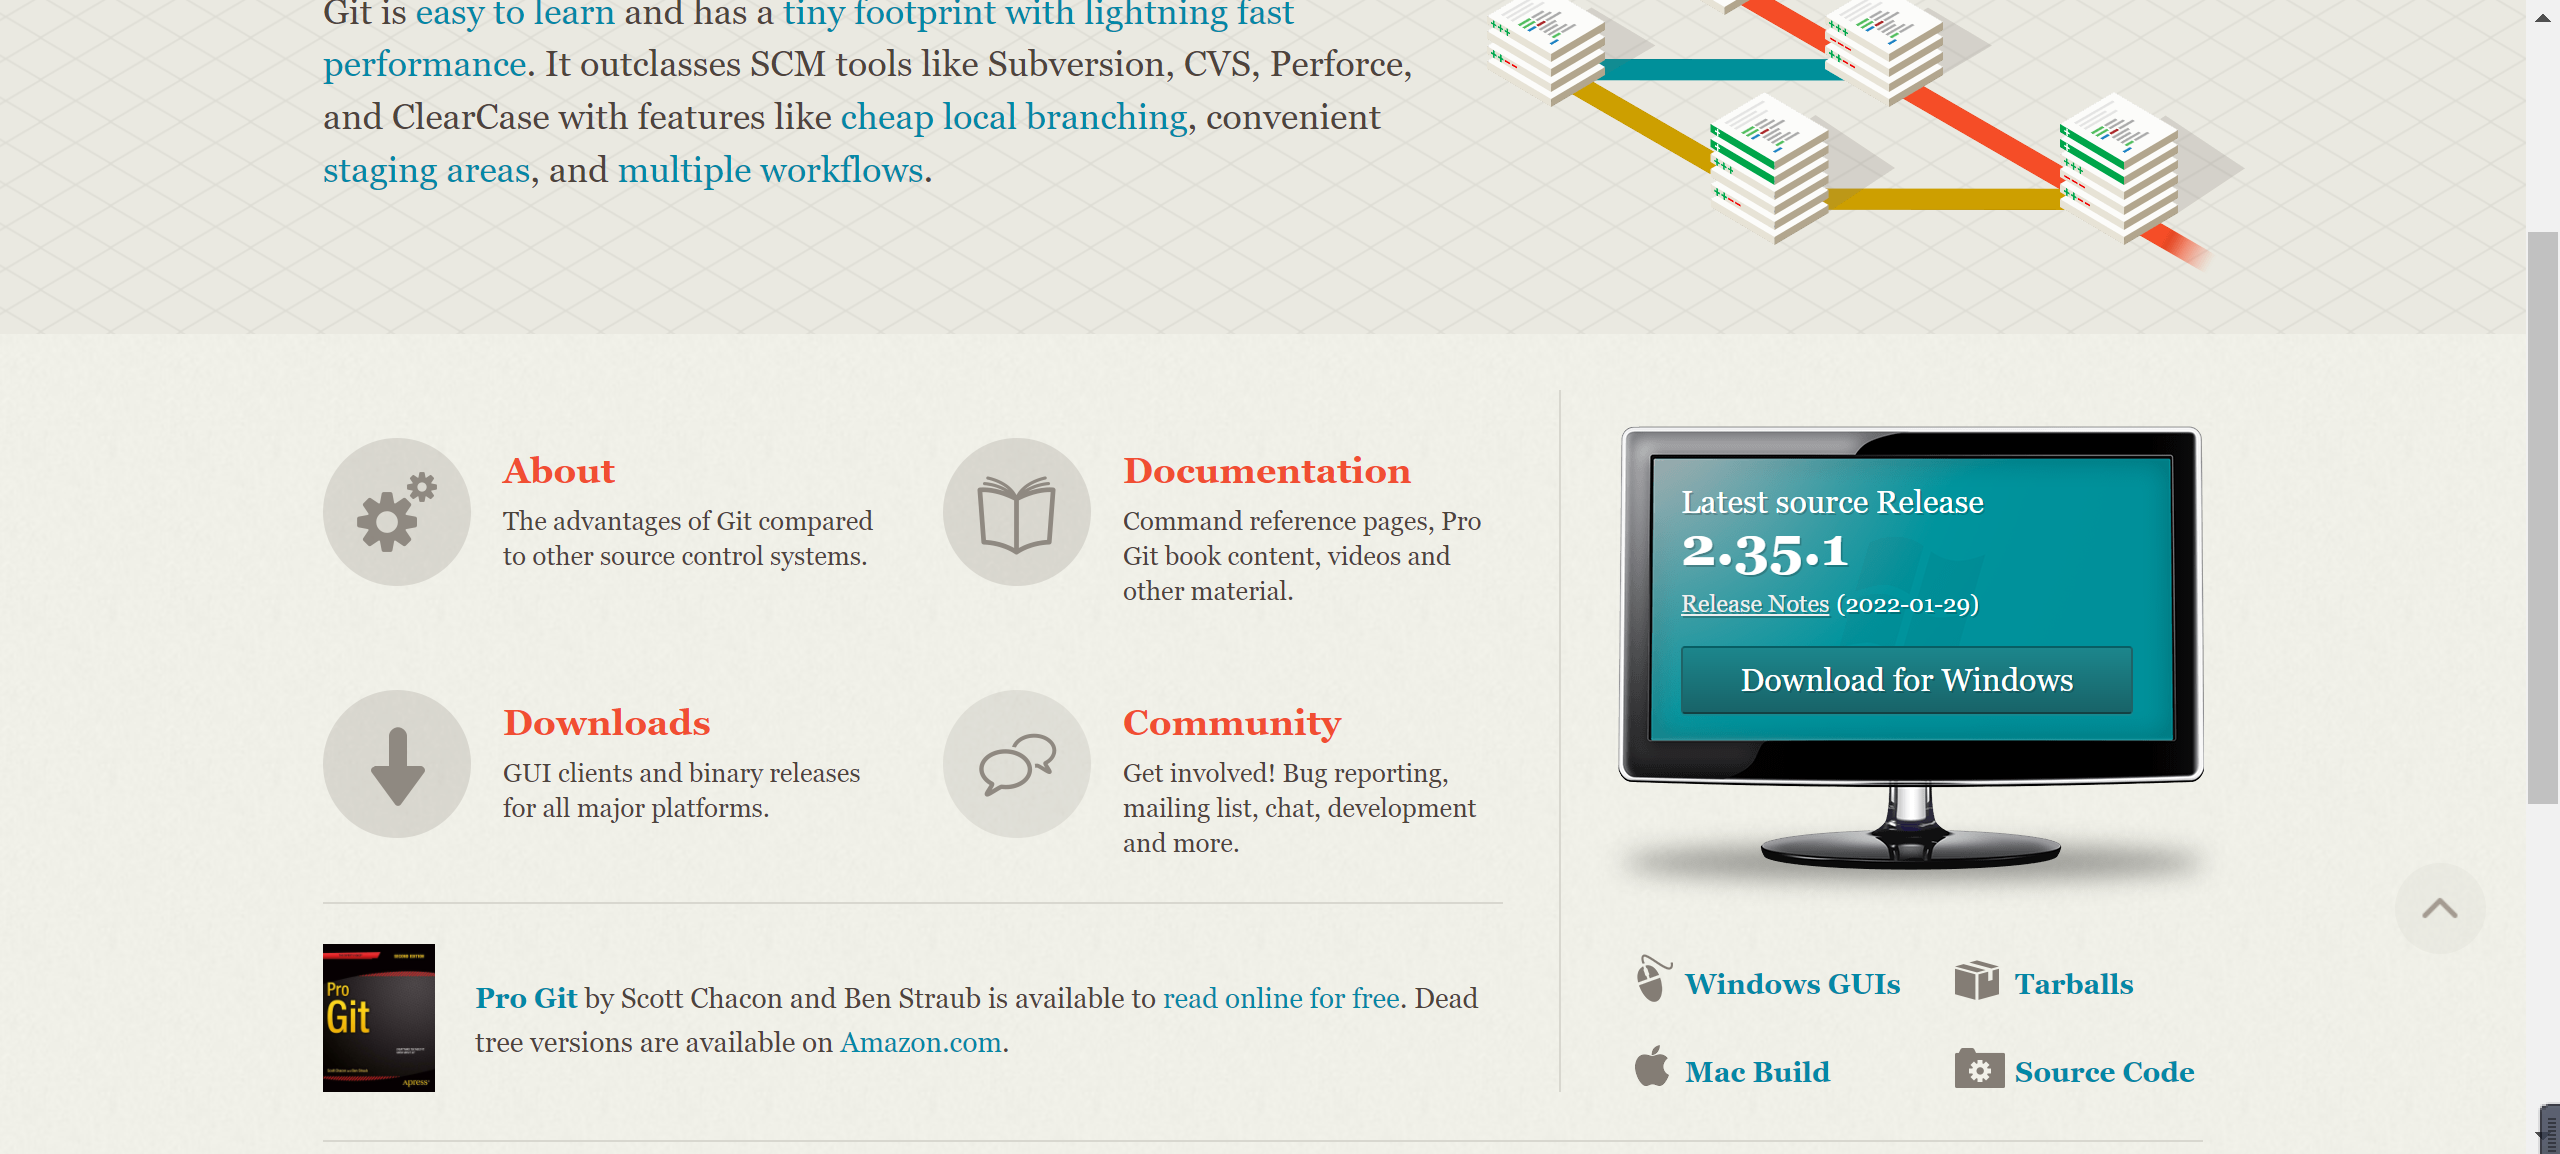 Git is easy to learn and has a tiny footprint with lightning fast
performance. It outclasses SCM tools like Subversion, CVS, Perforce,
and ClearCase with features like cheap local branching, convenient
staging areas, and multiple workflows.
About
The advantages of Git compared
to other source control systems.
Documentation
Command reference pages, Pro
Git book content, videos and
other material.
Downloads
GUI clients and binary releases
for all major platforms.
Community
Get involved! Bug reporting,
mailing list, chat, development
and more.
Pro
Git
Apress
Pro Git by Scott Chacon and Ben Straub is available to read online for free. Dead
tree versions are available on Amazon.com.
Latest source Release
2.35.1
Release Notes (2022-01-29)
Download for Windows
Windows GUIs
Tarballs
Mac Build
Source Code